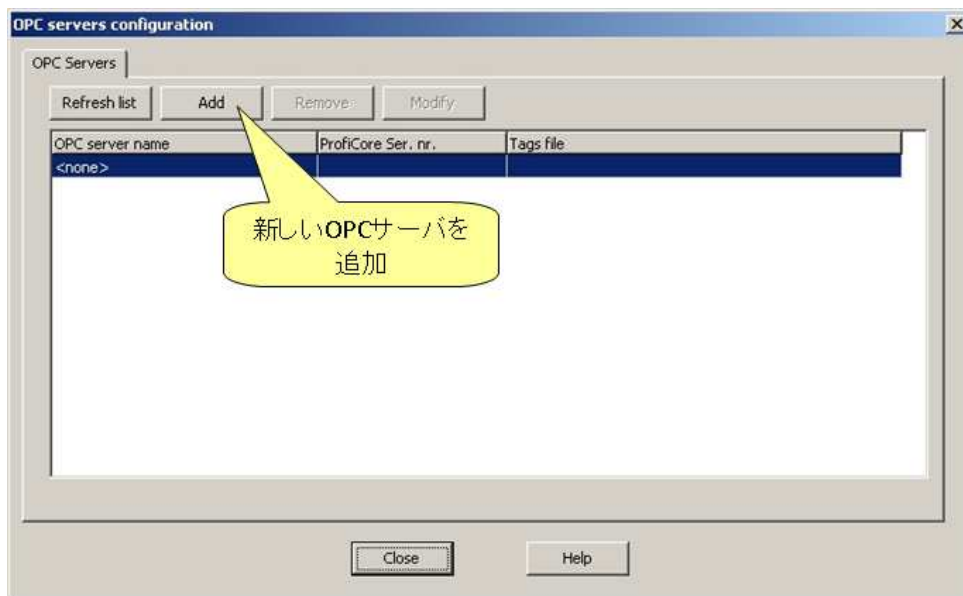 OPC servers configuration
OPC Servers
Refresh list Add Remove Modify
OPC server name ProfiCore Ser. nr. Tags file
<none>
新しいOPCサーバを
追加
Close Help